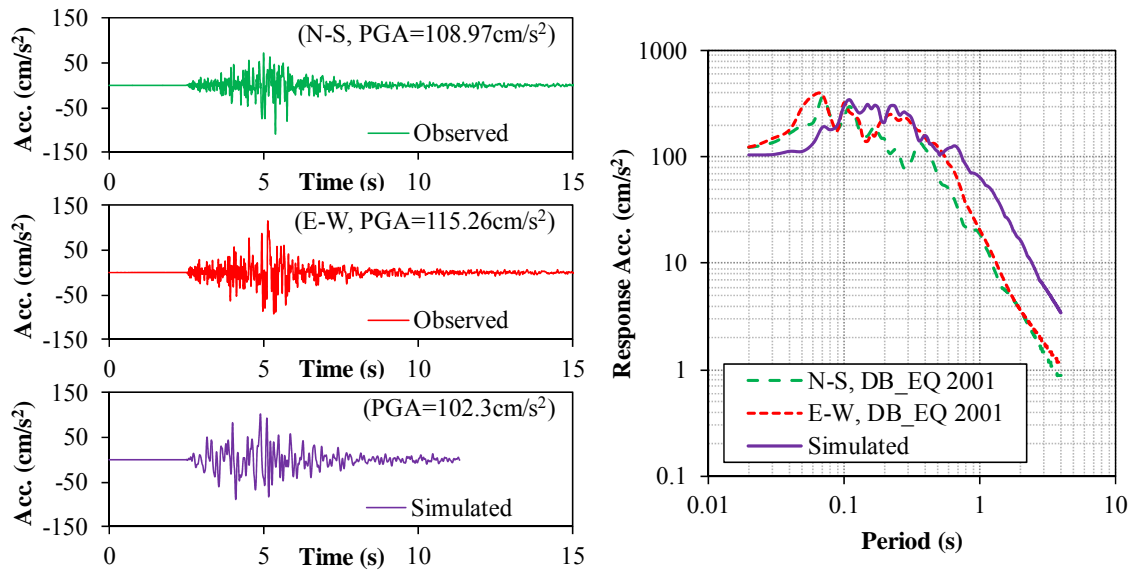 150
50
-50
-150
Acc. (cm/s²)
(N-S, PGA=108.97cm/s²)
Observed
0 5 10 15
Time (s)
150
50
-50
-150
Acc. (cm/s²)
(E-W, PGA=115.26cm/s²)
Observed
0 5 10 15
Time (s)
150
50
-50
-150
Acc. (cm/s²)
(PGA=102.3cm/s²)
Simulated
0 5 10 15
Time (s)
1000
100
10
1
0.1
Response Acc. (cm/s²)
N-S, DB_EQ 2001
E-W, DB_EQ 2001
Simulated
0.01 0.1 1 10
Period (s)